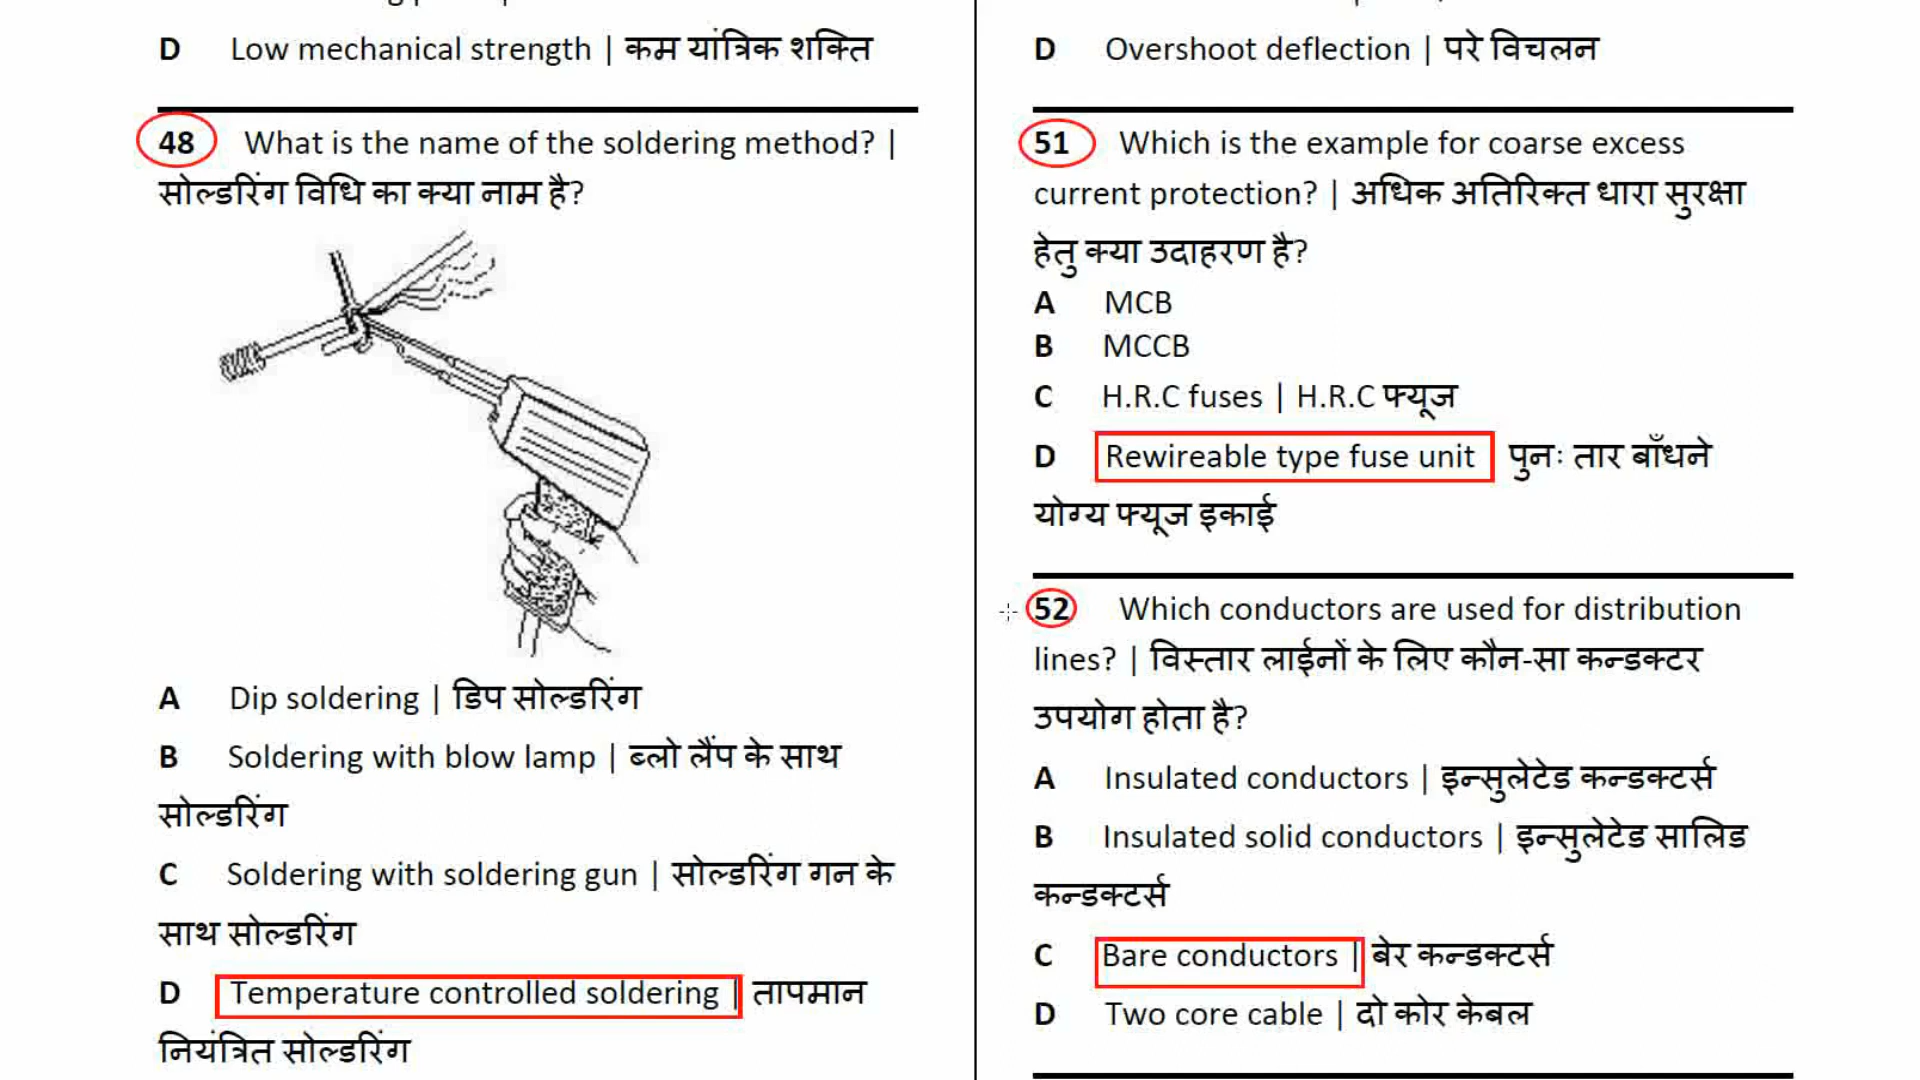 D Low mechanical strength | कम यांत्रिक शक्ति
48 What is the name of the soldering method? |
सोल्डरिंग विधि का क्या नाम है?
A Dip soldering | डिप सोल्डरिंग
B Soldering with blow lamp | ब्लो लैंप के साथ
सोल्डरिंग
C Soldering with soldering gun | सोल्डरिंग गन के
साथ सोल्डरिंग
D Temperature controlled soldering | तापमान
नियंत्रित सोल्डरिंग
D Overshoot deflection | परे विचलन
51 Which is the example for coarse excess
current protection? | अधिक अतिरिक्त धारा सुरक्षा
हेतु क्या उदाहरण है?
A MCB
B MCCB
C H.R.C fuses | H.R.C फ्यूज
D Rewireable type fuse unit पुनः तार बाँधने
योग्य फ्यूज इकाई
52 Which conductors are used for distribution
lines? | विस्तार लाईनों के लिए कौन-सा कन्डक्टर
उपयोग होता है?
A Insulated conductors | इन्सुलेटेड कन्डक्टर्स
B Insulated solid conductors | इन्सुलेटेड सालिड
कन्डक्टर्स
C Bare conductors | बेर कन्डक्टर्स
D Two core cable | दो कोर केबल